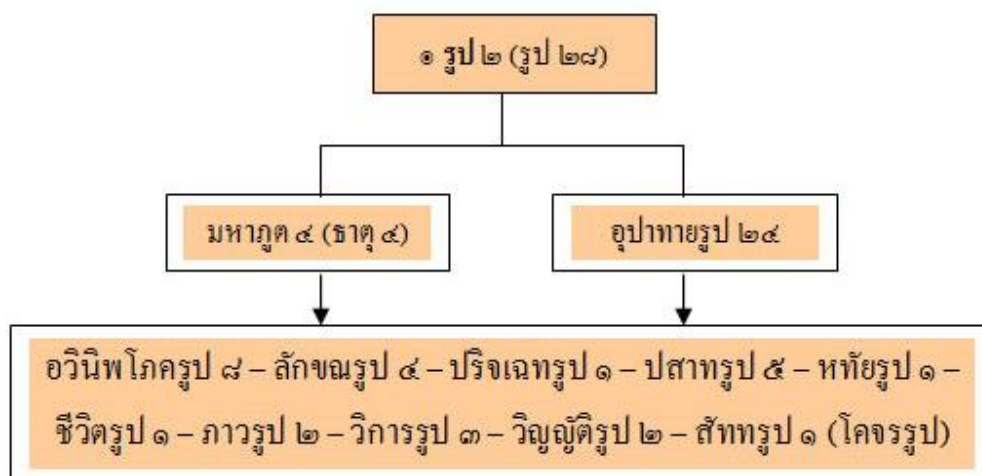 ๑ รูป ๒ (รูป ๒๘)
มหาภูต ๔ (ธาตุ ๔)
อุปาทายรูป ๒๔
อวินิพโภครูป ๘ – ลักขณรูป ๔ – ปริจเฉทรูป ๑ – ปสาทรูป ๕ – หทัยรูป ๑ –
ชีวิตรูป ๑ – ภาวรูป ๒ – วิการรูป ๓ – วิญญัติรูป ๒ – สัททรูป ๑ (โคจรรูป)